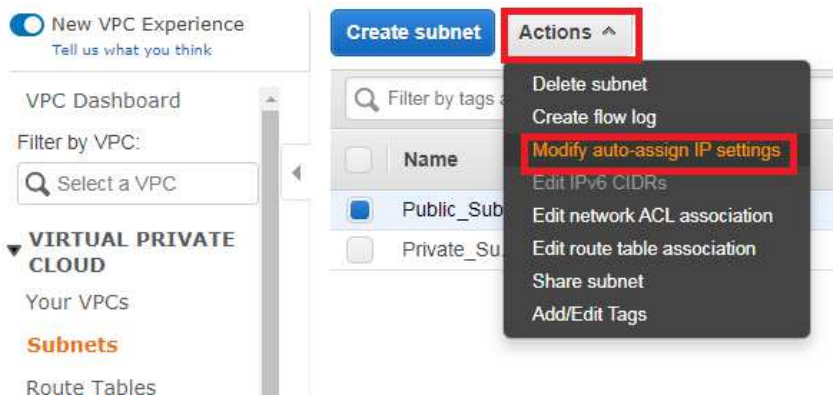 New VPC Experience
Tell us what you think
VPC Dashboard
Filter by VPC:
Select a VPC
VIRTUAL PRIVATE
CLOUD
Your VPCs
Subnets
Route Tables
Create subnet
Actions
Filter by tags
Name
Public_Sub
Private_Su.
Delete subnet
Create flow log
Modify auto-assign IP settings
Edit IPv6 CIDRs
Edit network ACL association
Edit route table association
Share subnet
Add/Edit Tags